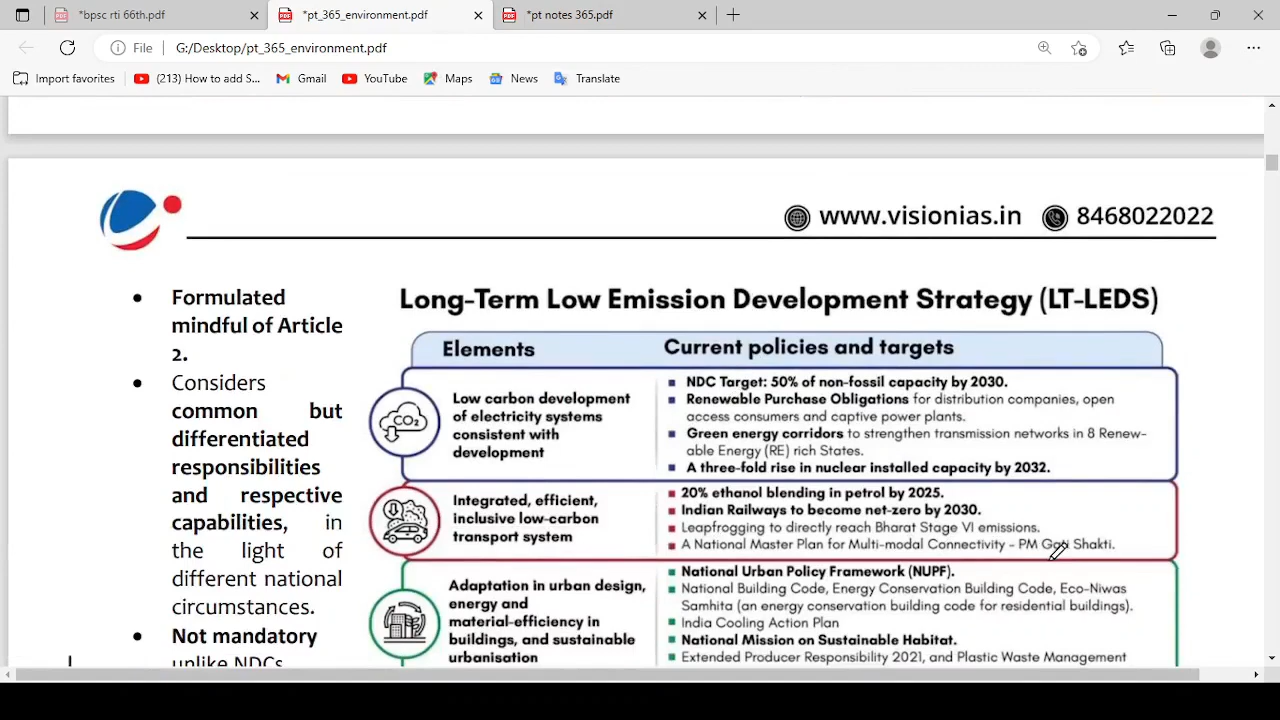 *bpsc rti 66th.pdf
*pt_365_environment.pdf
*pt notes 365.pdf
File
G:/Desktop/pt_365_environment.pdf
Import favorites
(213) How to add S...
Gmail
YouTube
Maps
News
Translate
www.visionias.in 8468022022
Formulated
mindful of Article
2.
Considers
common but
differentiated
responsibilities
and respective
capabilities, in
the light of
different national
circumstances.
Not mandatory
unlike NDCs
Long-Term Low Emission Development Strategy (LT-LEDS)
Elements
Current policies and targets
CO2
Low carbon development
of electricity systems
consistent with
development
NDC Target: 50% of non-fossil capacity by 2030.
Renewable Purchase Obligations for distribution companies, open
access consumers and captive power plants.
Green energy corridors to strengthen transmission networks in 8 Renew-
able Energy (RE) rich States.
A three-fold rise in nuclear installed capacity by 2032.
Integrated, efficient,
inclusive low-carbon
transport system
20% ethanol blending in petrol by 2025.
Indian Railways to become net-zero by 2030.
Leapfrogging to directly reach Bharat Stage VI emissions.
A National Master Plan for Multi-modal Connectivity - PM Gati Shakti.
Adaptation in urban design,
energy and
material-efficiency in
buildings, and sustainable
urbanisation
National Urban Policy Framework (NUPF).
National Building Code, Energy Conservation Building Code, Eco-Niwas
Samhita (an energy conservation building code for residential buildings).
India Cooling Action Plan
National Mission on Sustainable Habitat.
Extended Producer Responsibility 2021, and Plastic Waste Management